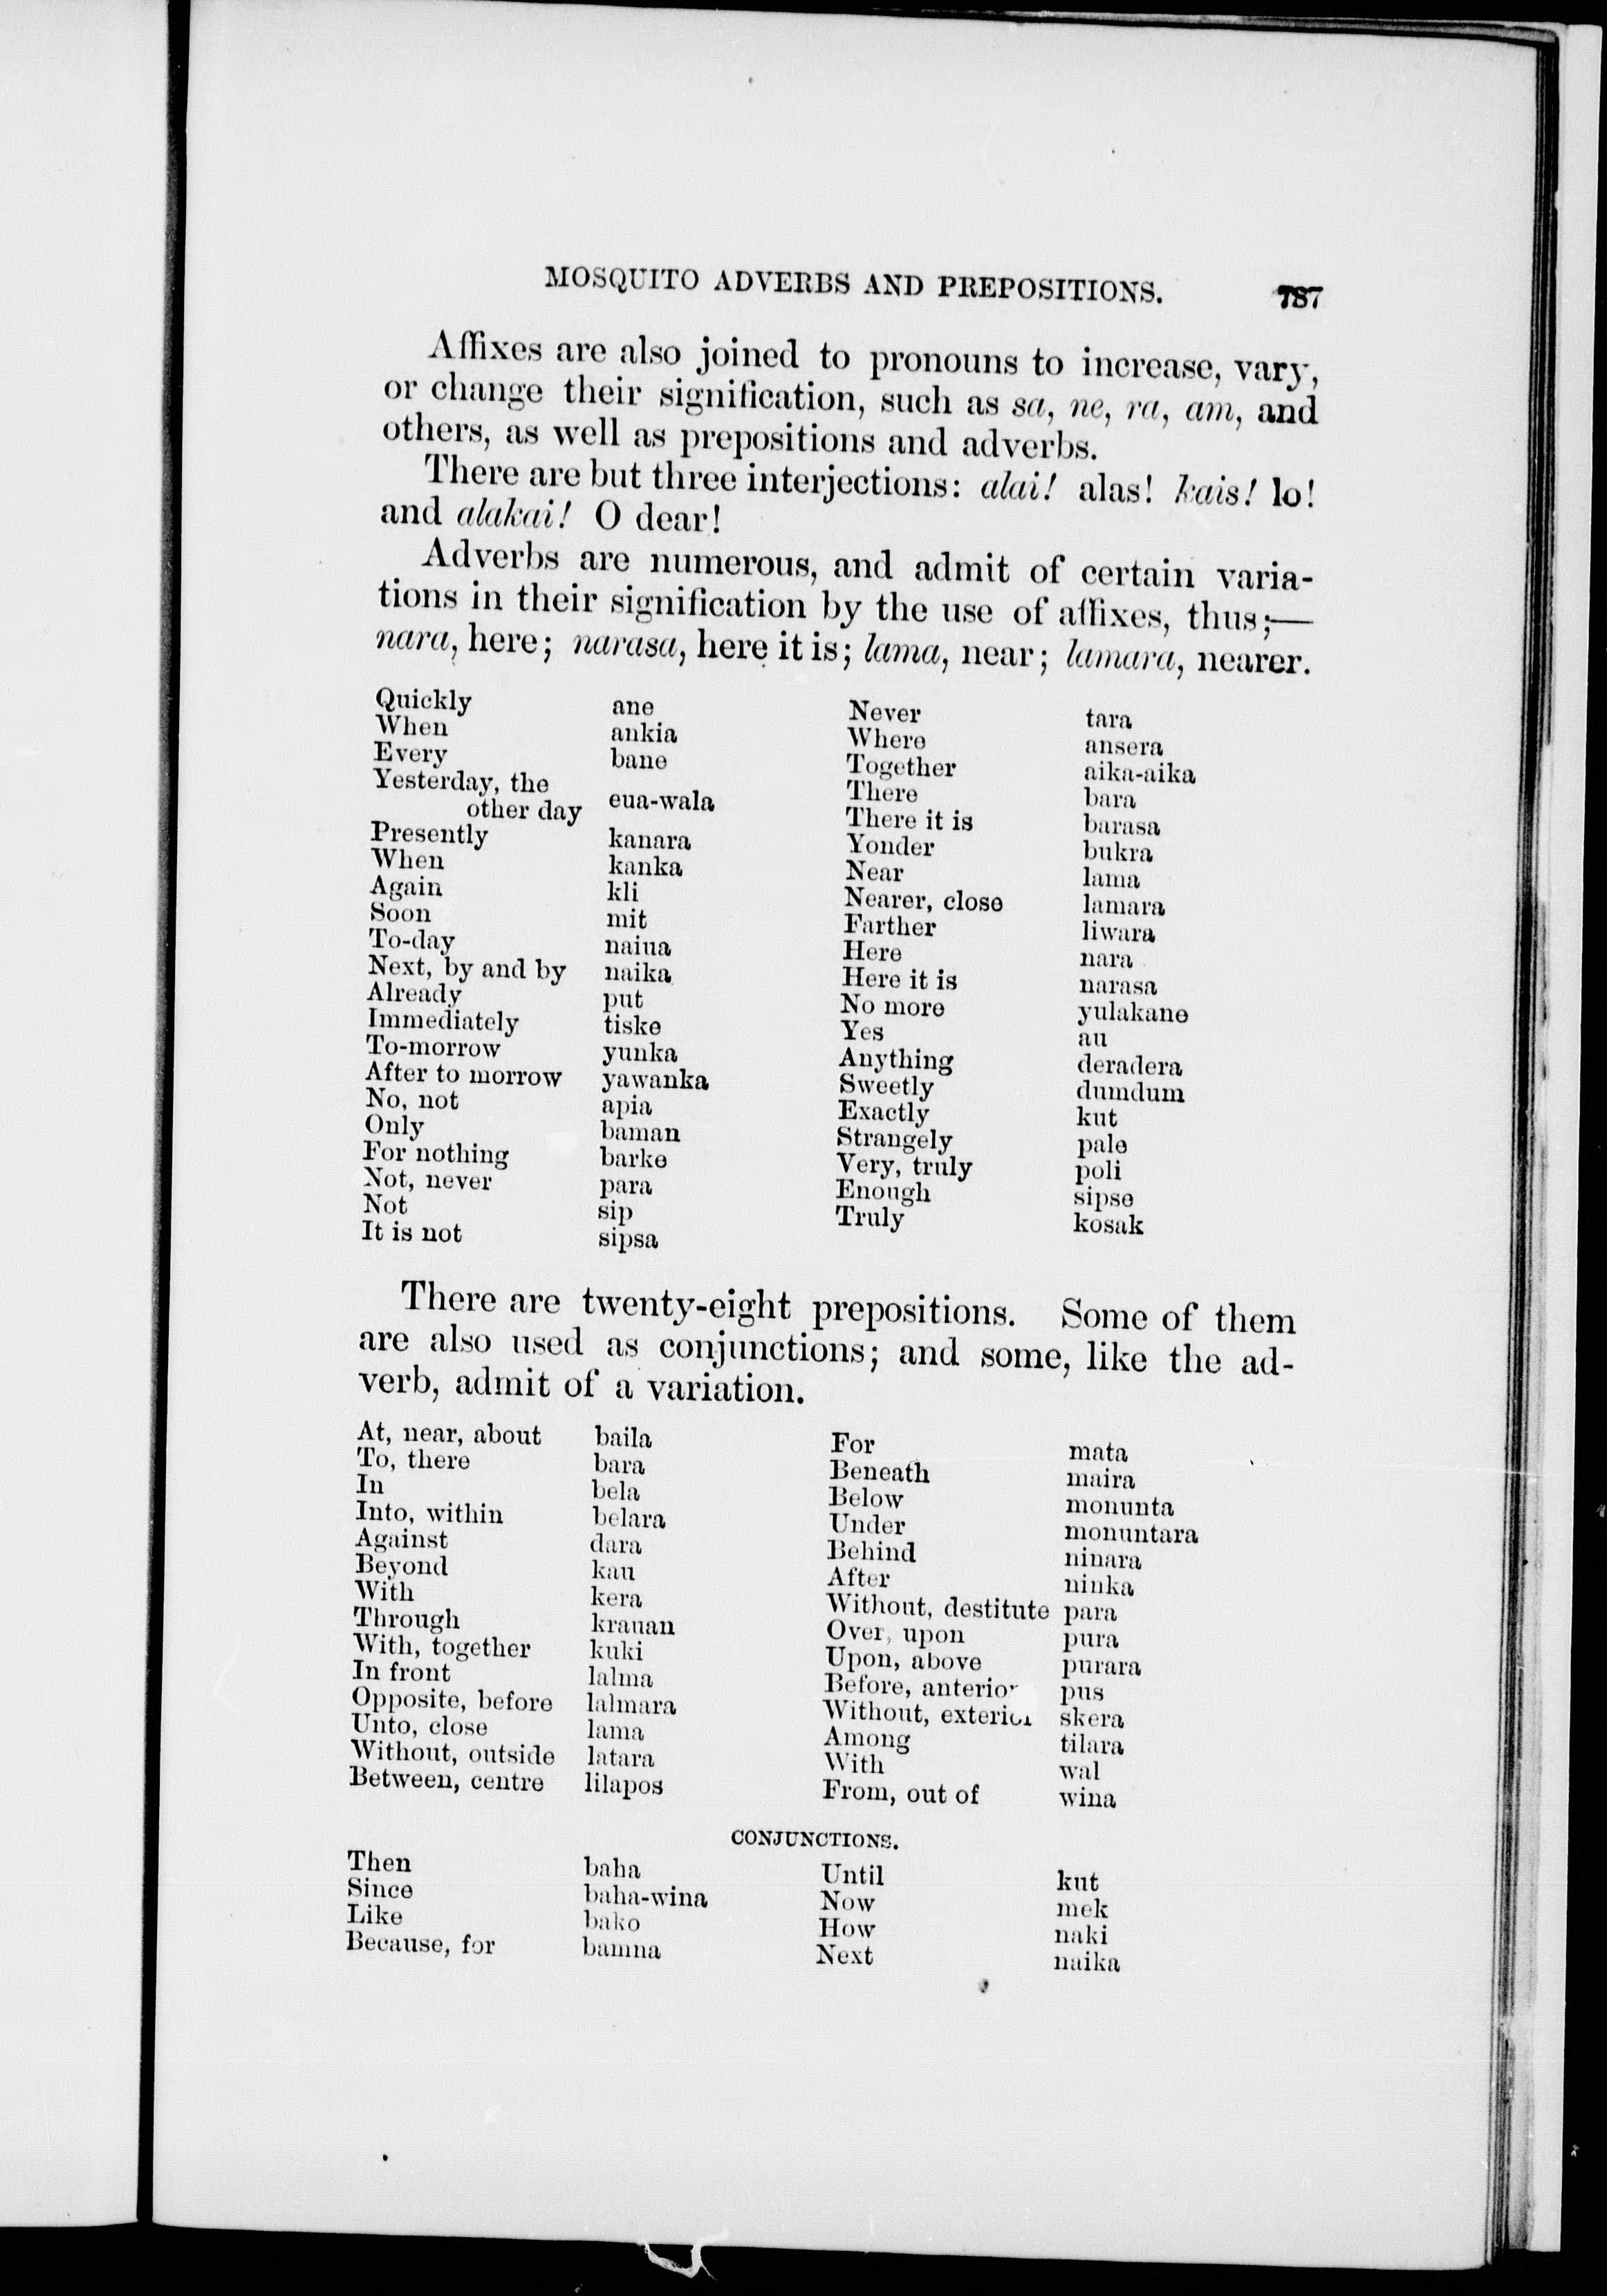 MOSQUITO ADVERBS AND PREPOSITIONS. 787
Affixes are also joined to pronouns to increase, vary,
or change their signification, such as sa, ne, ra, am, and
others, as well as prepositions and adverbs.
There are but three interjections: alai! alas! kais! lo!
and alakai! O dear!
Adverbs are numerous, and admit of certain varia-
tions in their signification by the use of affixes, thus;—
nara, here; narasa, here it is; lama, near; lamara, nearer.
Quickly ane
When ankia
Every bane
Yesterday, the
other day eua-wala
Presently kanara
When kanka
Again kli
Soon mit
To-day naiua
Next, by and by naika
Already put
Immediately tiske
To-morrow yunka
After to morrow yawanka
No, not apia
Only baman
For nothing barke
Not, never para
Not sip
It is not sipsa
Never tara
Where ansera
Together aika-aika
There bara
There it is barasa
Yonder bukra
Near lama
Nearer, close lamara
Farther liwara
Here nara
Here it is narasa
No more yulakane
Yes au
Anything deradera
Sweetly dumdum
Exactly kut
Strangely pale
Very, truly poli
Enough sipse
Truly kosak
There are twenty-eight prepositions. Some of them
are also used as conjunctions; and some, like the ad-
verb, admit of a variation.
At, near, about baila
To, there bara
In bela
Into, within belara
Against dara
Beyond kau
With kera
Through krauan
With, together kuki
In front lalma
Opposite, before lalmara
Unto, close lama
Without, outside latara
Between, centre lilapos
For mata
Beneath maira
Below monunta
Under monuntara
Behind ninara
After ninka
Without, destitute para
Over, upon pura
Upon, above purara
Before, anterior pus
Without, exterior skera
Among tilara
With wal
From, out of wina
CONJUNCTIONS.
Then baha
Since baha-wina
Like bako
Because, for bamna
Until kut
Now mek
How naki
Next naika